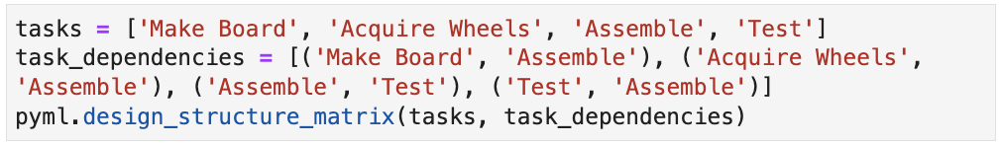 tasks = ['Make Board', 'Acquire Wheels', 'Assemble', 'Test']
task_dependencies = [('Make Board', 'Assemble'), ('Acquire Wheels',
'Assemble'), ('Assemble', 'Test'), ('Test', 'Assemble')]
pyml.design_structure_matrix(tasks, task_dependencies)